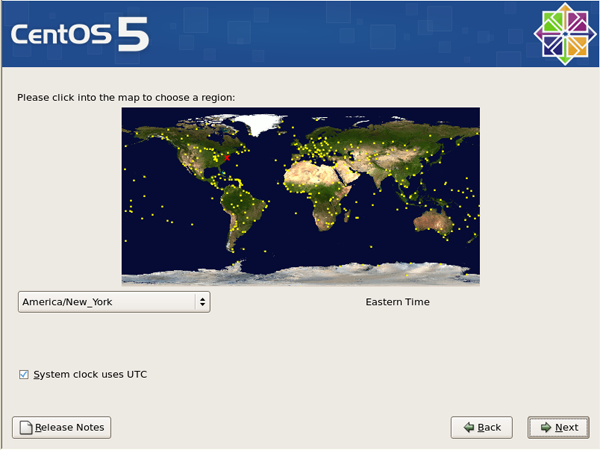 CentOS 5
Please click into the map to choose a region:
America/New_York
Eastern Time
System clock uses UTC
Release Notes
Back
Next